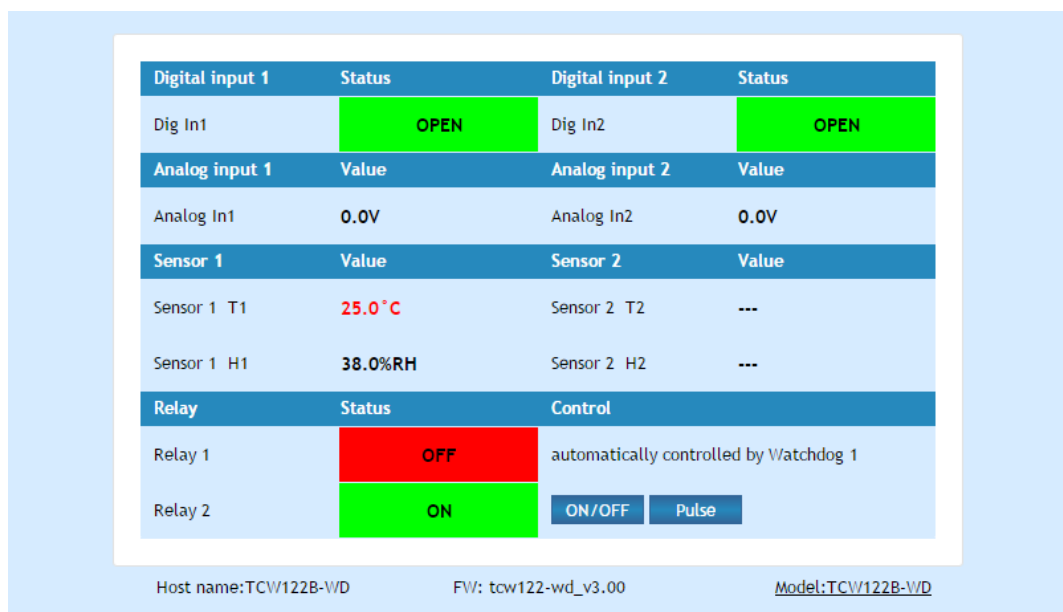 Digital input 1 Status Digital input 2 Status
Dig In1 OPEN Dig In2 OPEN
Analog input 1 Value Analog input 2 Value
Analog In1 0.0V Analog In2 0.0V
Sensor 1 Value Sensor 2 Value
Sensor 1 T1 25.0°C Sensor 2 T2 ---
Sensor 1 H1 38.0%RH Sensor 2 H2 ---
Relay Status Control
Relay 1 OFF automatically controlled by Watchdog 1
Relay 2 ON ON/OFF Pulse
Host name:TCW122B-WD FW: tcw122-wd_v3.00 Model:TCW122B-WD